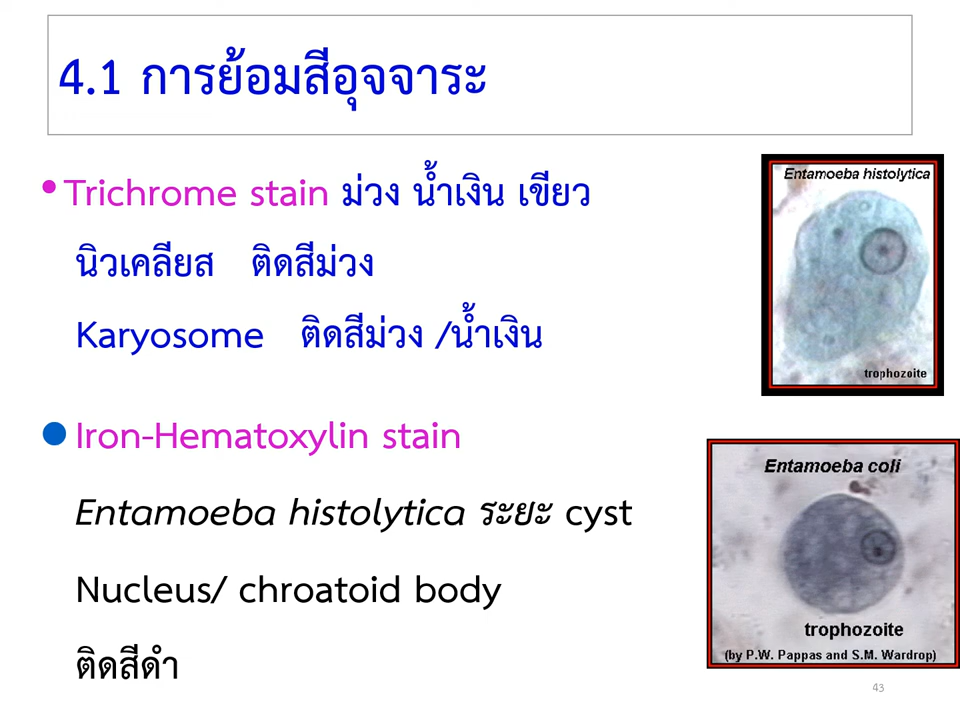 4.1 การย้อมสีอุจจาระ
•Trichrome stain ม่วง น้ำเงิน เขียว
นิวเคลียส ติดสีม่วง
Karyosome ติดสีม่วง /น้ำเงิน
Entamoeba histolytica
trophozoite
●Iron-Hematoxylin stain
Entamoeba histolytica ระยะ cyst
Nucleus/ chroatoid body
ติดสีดำ
Entamoeba coli
trophozoite
(by P.W. Pappas and S.M. Wardrop)
43